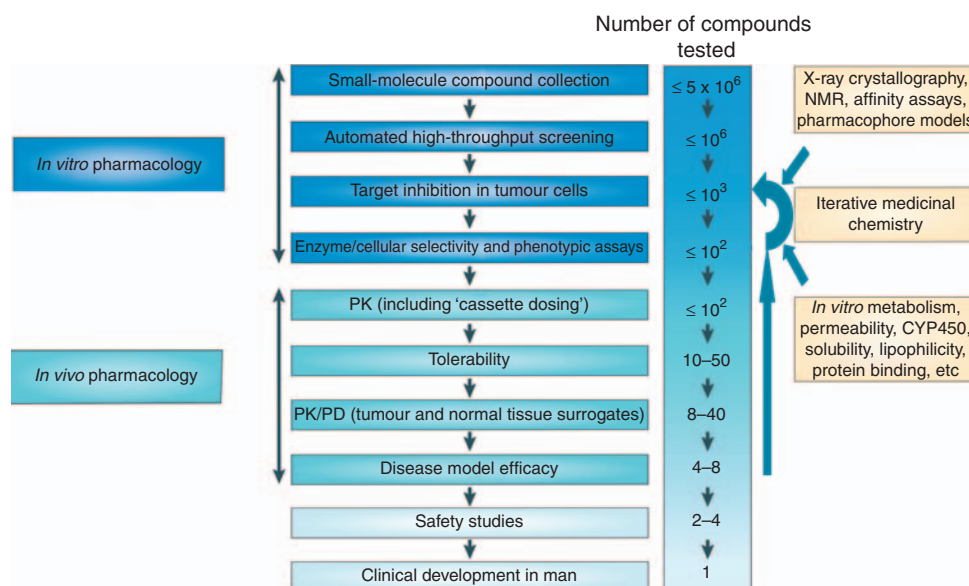 Number of compounds
tested
Small-molecule compound collection
≤ 5 x 10⁶
Automated high-throughput screening
≤ 10⁶
Target inhibition in tumour cells
≤ 10³
Enzyme/cellular selectivity and phenotypic assays
≤ 10²
PK (including ‘cassette dosing’)
≤ 10²
Tolerability
10–50
PK/PD (tumour and normal tissue surrogates)
8–40
Disease model efficacy
4–8
Safety studies
2–4
Clinical development in man
1
In vitro pharmacology
In vivo pharmacology
X-ray crystallography,
NMR, affinity assays,
pharmacophore models
Iterative medicinal
chemistry
In vitro metabolism,
permeability, CYP450,
solubility, lipophilicity,
protein binding, etc